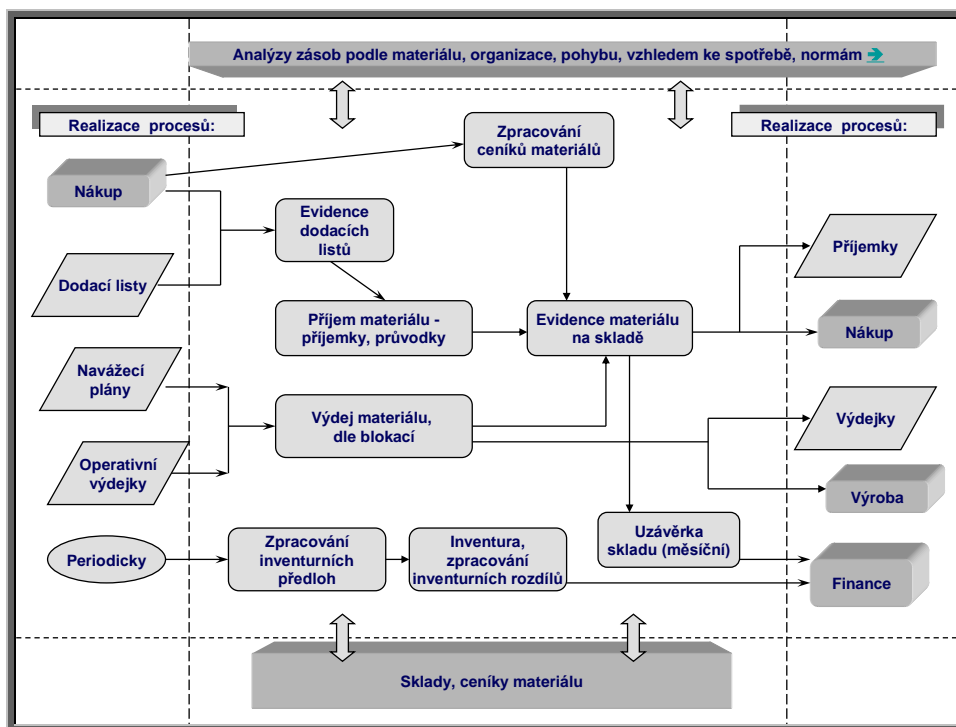 Analýzy zásob podle materiálu, organizace, pohybu, vzhledem ke spotřebě, normám
Realizace procesů:
Realizace procesů:
Zpracování
ceníků materiálů
Nákup
Evidence
dodacích
listů
Příjemky
Dodací listy
Příjem materiálu -
příjemky, průvodky
Evidence materiálu
na skladě
Nákup
Navážecí
plány
Výdej materiálu,
dle blokací
Výdejky
Operativní
výdejky
Výroba
Periodicky
Zpracování
inventurních
předloh
Inventura,
zpracování
inventurních rozdílů
Uzávěrka
skladu (měsíční)
Finance
Sklady, ceníky materiálu